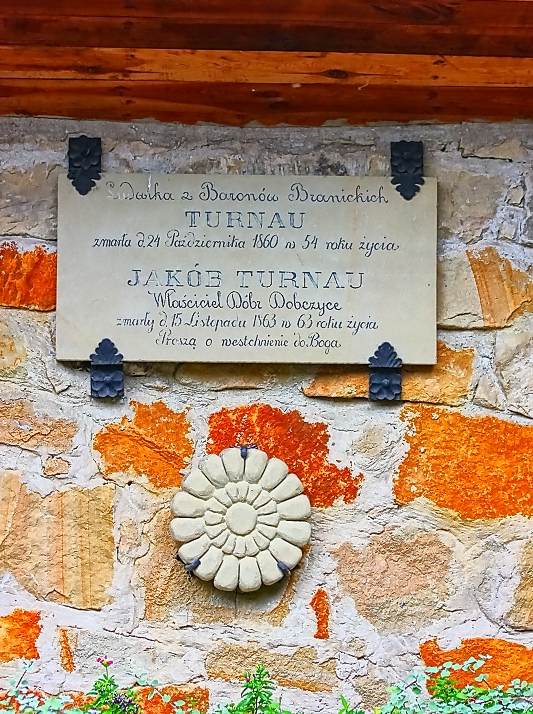 Ludwika z Baronów Branickich
TURNAU
zmarła d. 24 Października 1860 w 54 roku życia
JAKÓB TURNAU
Właściciel Dóbr Dobczyce
zmarły d. 15 Listopada 1863 w 63 roku życia
Proszą o westchnienie do Boga